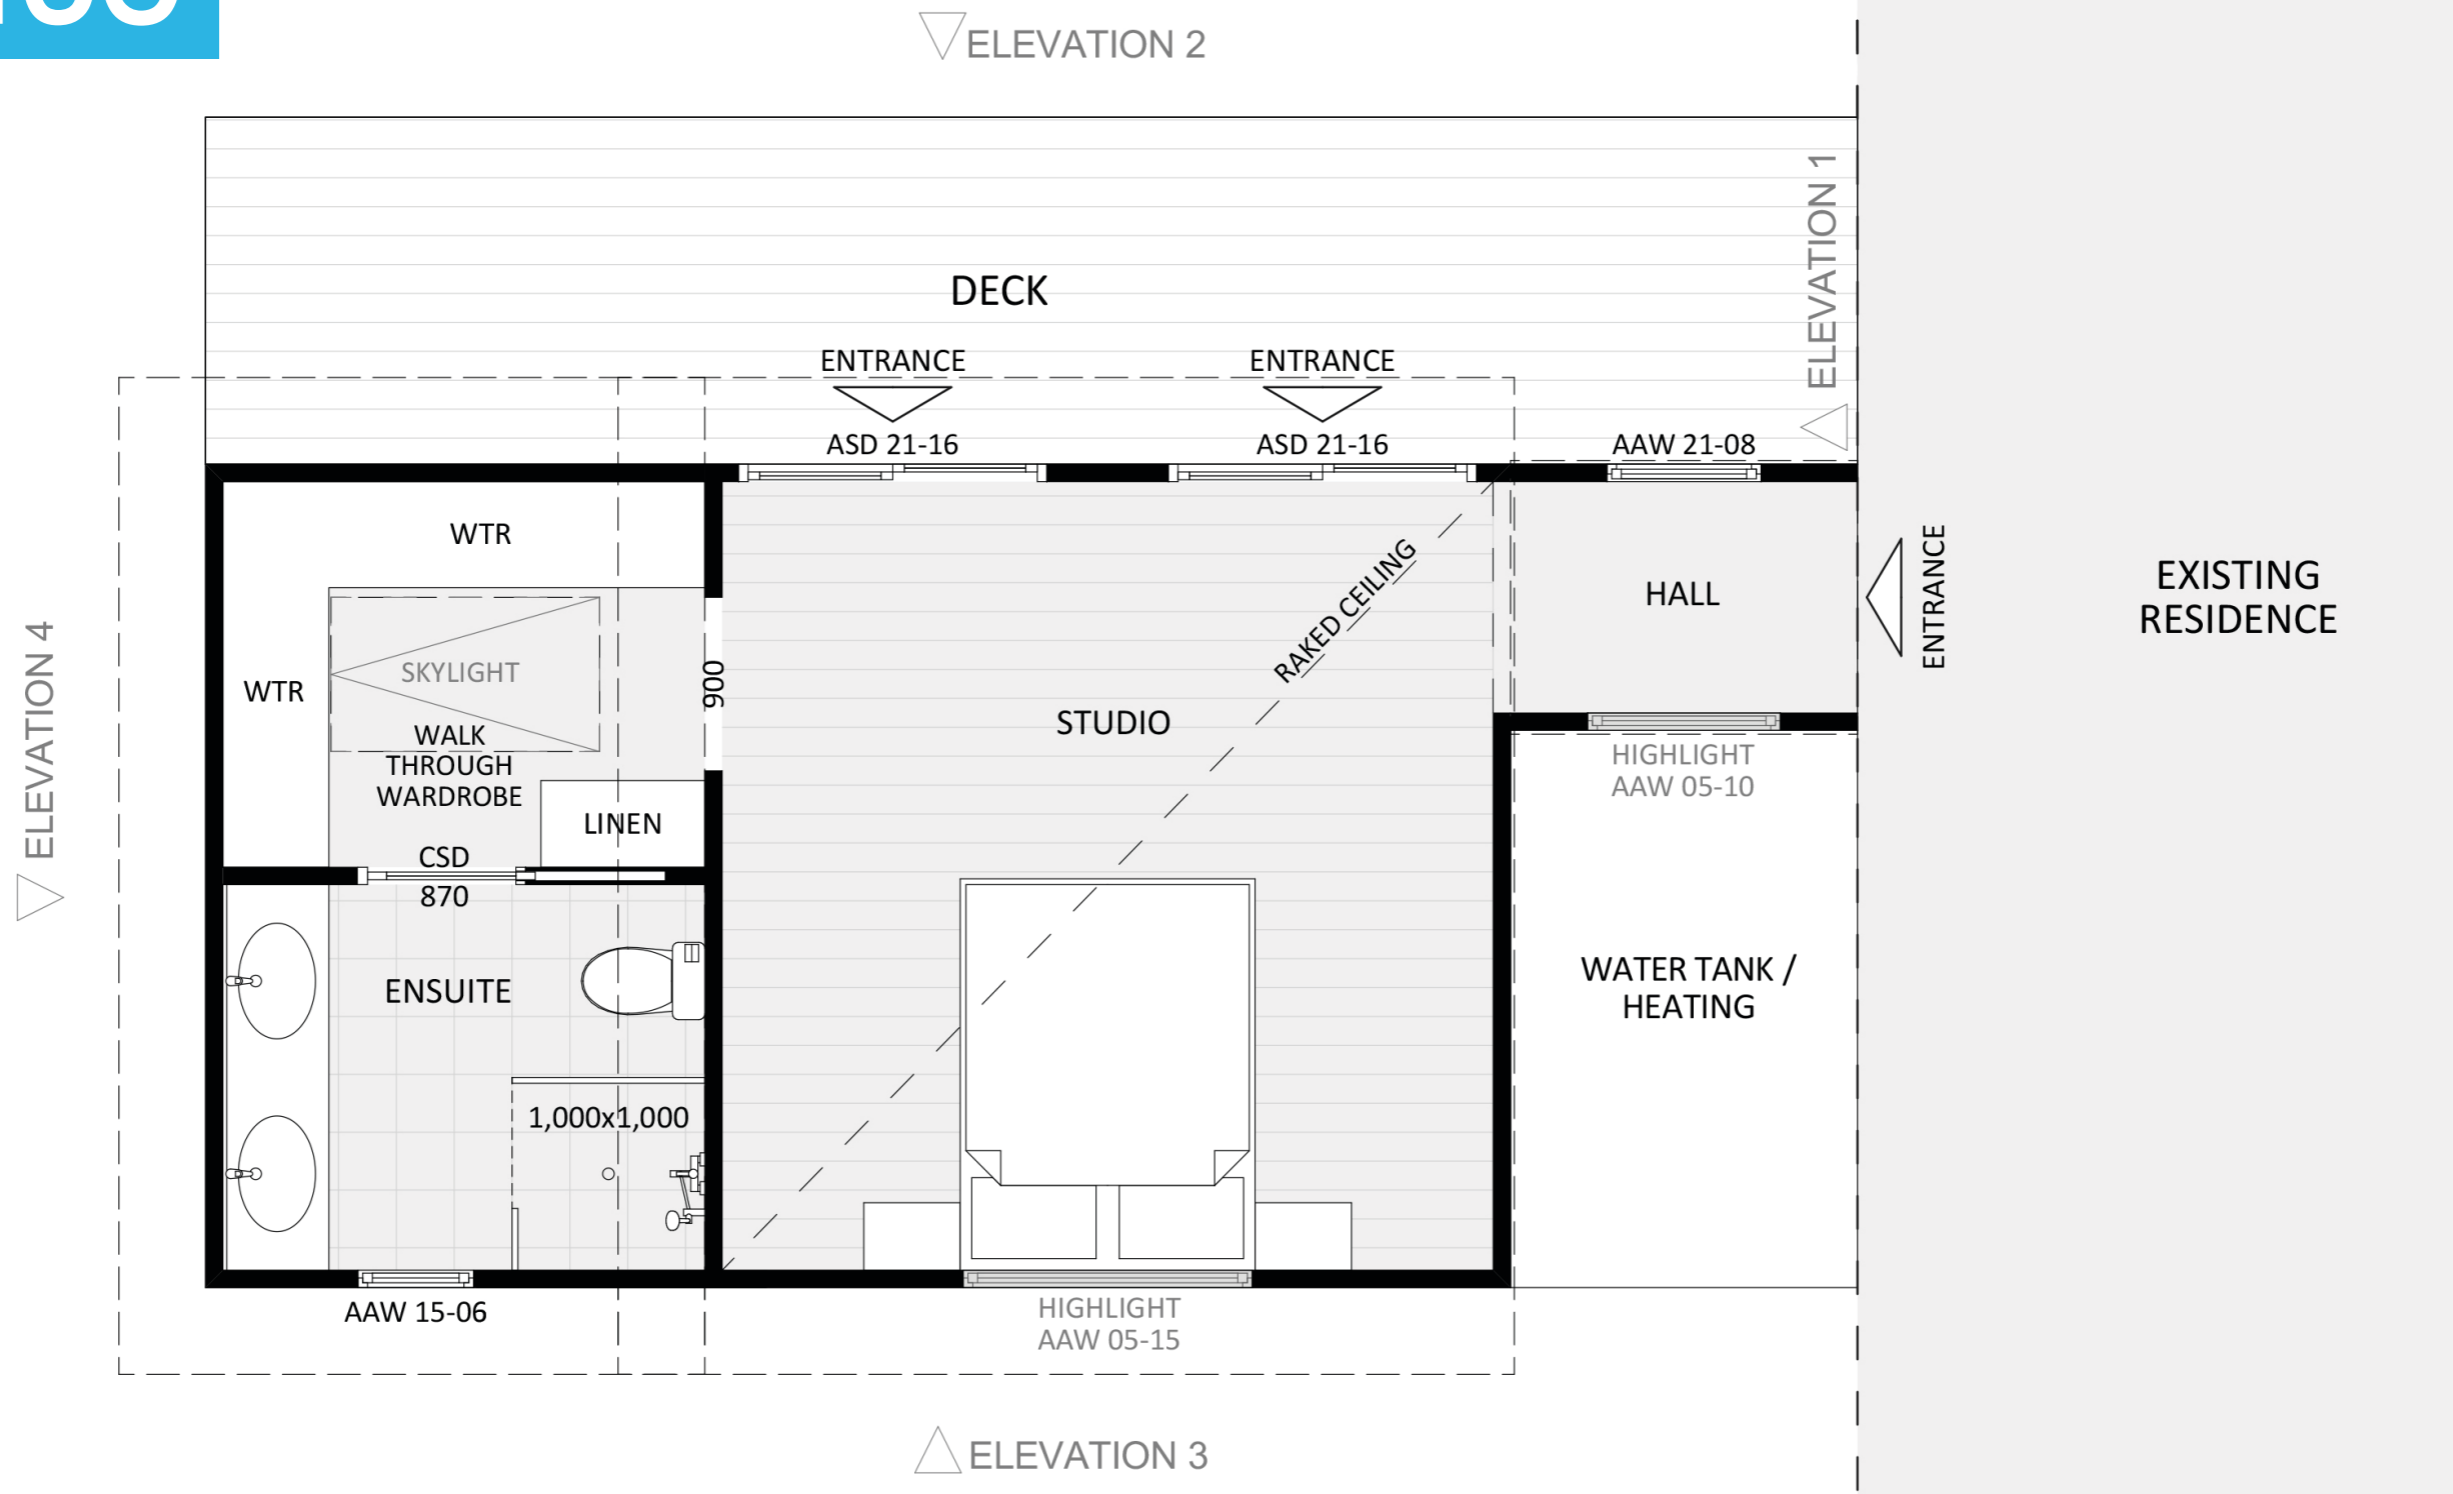 ELEVATION 2
ELEVATION 1
DECK
ENTRANCE
ENTRANCE
ASD 21-16
ASD 21-16
AAW 21-08
WTR
RAKED CEILING
HALL
ENTRANCE
EXISTING
RESIDENCE
ELEVATION 4
WTR
SKYLIGHT
900
STUDIO
WALK
THROUGH
WARDROBE
HIGHLIGHT
AAW 05-10
LINEN
CSD
870
ENSUITE
WATER TANK /
HEATING
1,000x1,000
AAW 15-06
HIGHLIGHT
AAW 05-15
ELEVATION 3